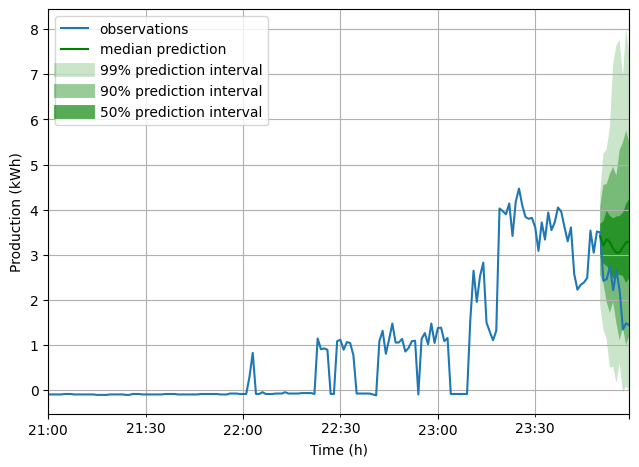 observations
median prediction
99% prediction interval
90% prediction interval
50% prediction interval
8
7
6
5
4
3
2
1
0
Production (kWh)
21:00
21:30
22:00
22:30
23:00
23:30
Time (h)